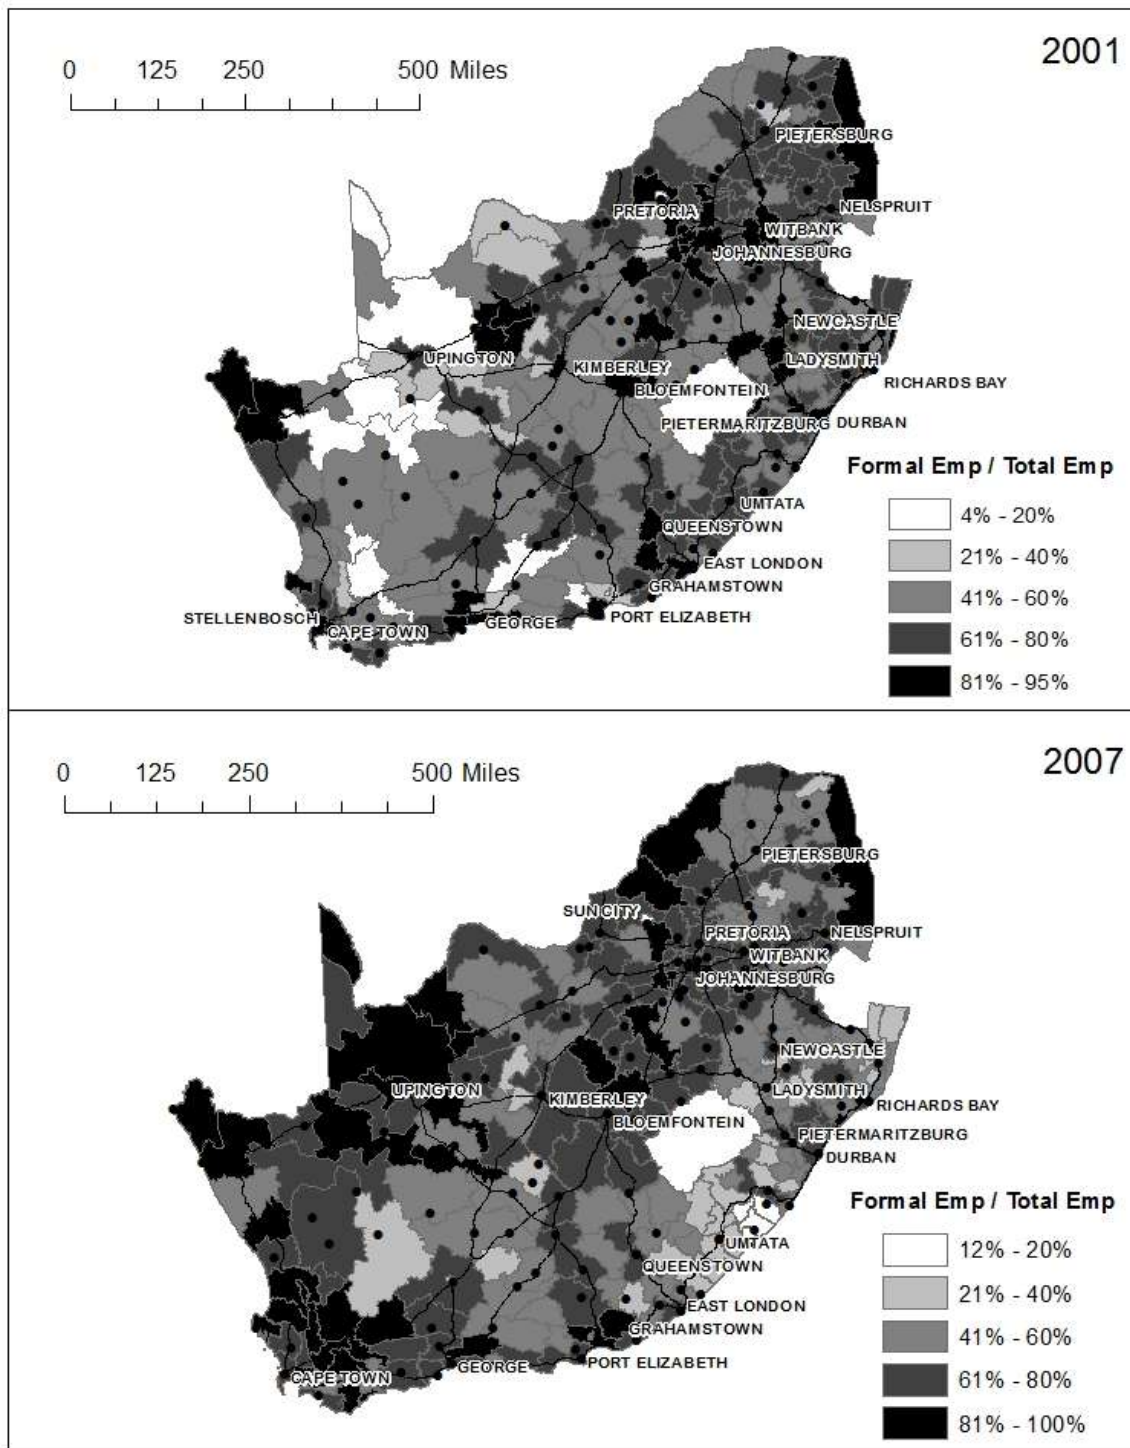 2001
0 125 250 500 Miles
PIETERSBURG
PRETORIA
NELSPRUIT
WITBANK
JOHANNESBURG
NEWCASTLE
UPINGTON
KIMBERLEY
LADYSMITH
RICHARDS BAY
BLOEMFONTEIN
PIETERMARITZBURG DURBAN
Formal Emp / Total Emp
4% - 20%
21% - 40%
41% - 60%
61% - 80%
81% - 95%
UMTATA
QUEENSTOWN
EAST LONDON
GRAHAMSTOWN
STELLENBOSCH
CAPE TOWN
GEORGE
PORT ELIZABETH
2007
0 125 250 500 Miles
PIETERSBURG
SUN CITY
PRETORIA
NELSPRUIT
WITBANK
JOHANNESBURG
NEWCASTLE
UPINGTON
KIMBERLEY
LADYSMITH
RICHARDS BAY
BLOEMFONTEIN
PIETERMARITZBURG
DURBAN
Formal Emp / Total Emp
12% - 20%
21% - 40%
41% - 60%
61% - 80%
81% - 100%
UMTATA
QUEENSTOWN
EAST LONDON
GRAHAMSTOWN
CAPE TOWN
GEORGE
PORT ELIZABETH